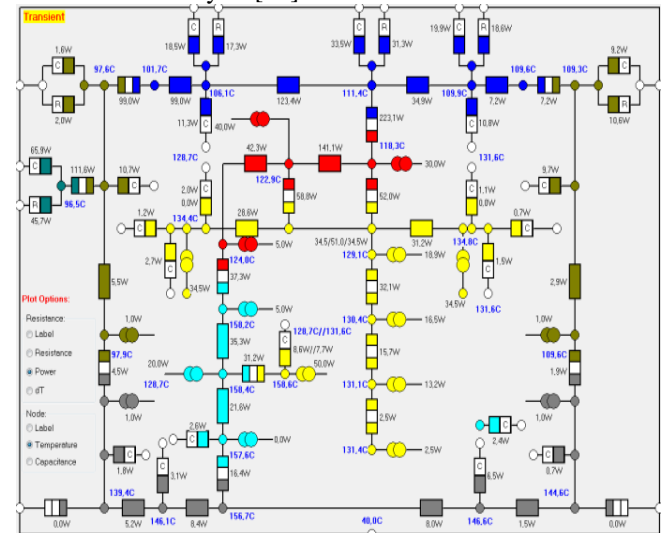 Transient
1.6W
97,6C
101,7C
C
99.0W
99.0W
R
2.0W
C
R
18,5W
17,3W
106,1C
123.4W
C
R
33.5W
31.3W
111,4C
34.9W
C
R
19.9W
18.6W
109,9C
7.2W
109,6C
7.2W
109,3C
9.2W
C
R
10,6W
11,3W
C
40,0W
223,1W
10,8W
C
128,7C
118,3C
131,6C
65,9W
C
111.6W
10.7W
C
R
45.7W
96,5C
42,3W
141,1W
30,0W
122,9C
2.0W
C
0.0W
58,8W
52,0W
1.1W
C
0,0W
9.7W
C
1.2W
C
134,4C
28,6W
34.5/51.0/34.5W
31.2W
134,8C
0.7W
C
2.7W
C
34,5W
124,0C
5.0W
129,1C
18,9W
1.5W
C
34,5W
131,6C
37,3W
32,1W
5,5W
2.9W
Plot Options:
Resistance:
Label
Resistance
Power
dT
Node:
Label
Temperature
Capacitance
158,2C
5.0W
130,4C
16,5W
1.0W
1.0W
35,3W
128,7C//131,6C
C
8,6W//7,7W
15,7W
97,9C
109,6C
4,5W
1.9W
20,0W
31.2W
50,0W
128,7C
158,4C
158,6C
131,1C
13,2W
1.0W
1.0W
21,6W
2.5W
2.6W
C
0,0W
157,6C
131,4C
2.5W
C
2,4W
C
1,8W
C
3,1W
16,4W
C
6,5W
C
0,7W
139,4C
144,6C
0.0W
5.2W
146,1C
8.4W
156,7C
40,0C
8.0W
146,6C
1.5W
0.0W